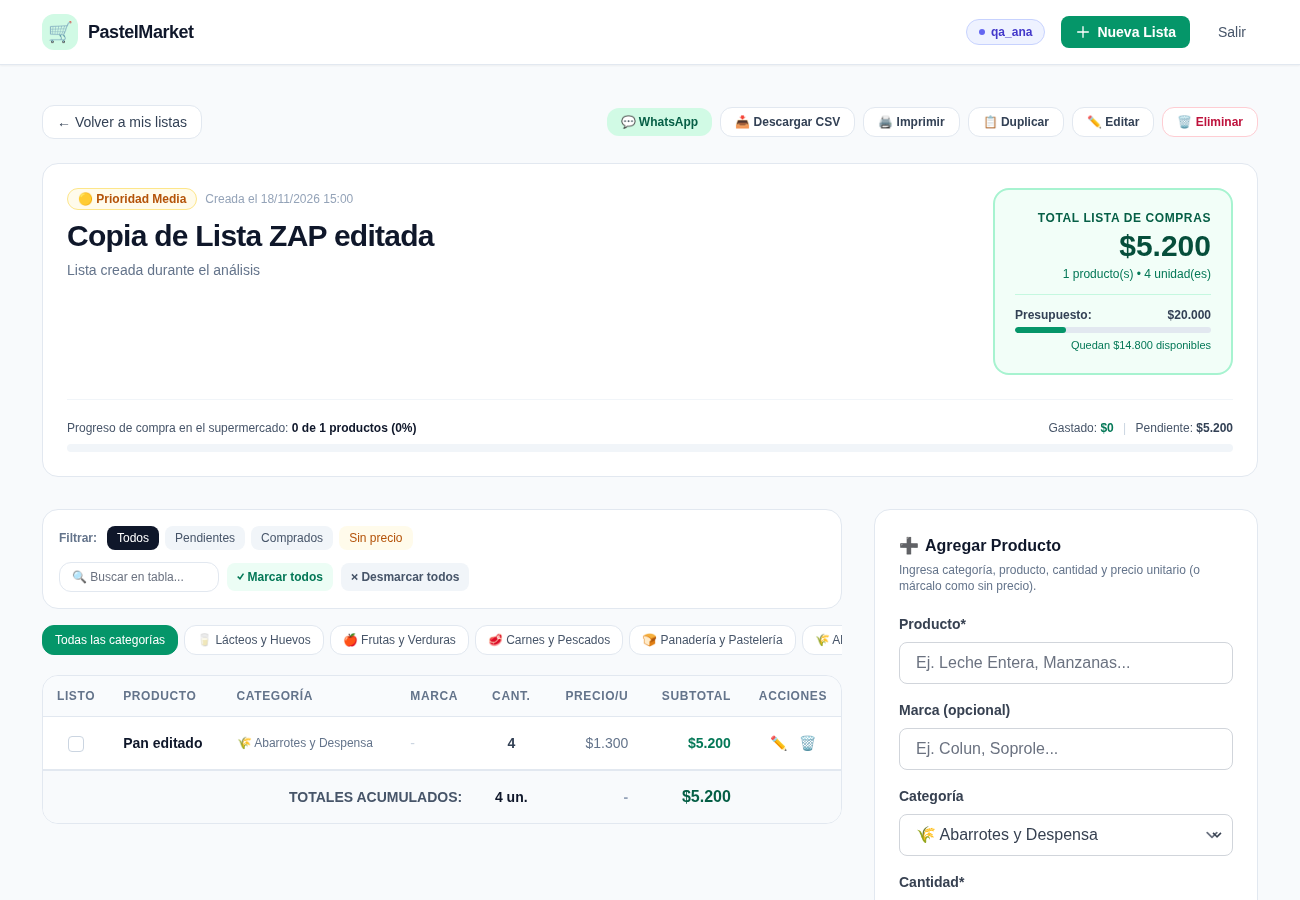 🛒 PastelMarket
qa_ana
+ Nueva Lista
Salir
← Volver a mis listas
💬 WhatsApp
📥 Descargar CSV
🖨️ Imprimir
📋 Duplicar
✏️ Editar
🗑️ Eliminar
🟡 Prioridad Media Creada el 18/11/2026 15:00
Copia de Lista ZAP editada
Lista creada durante el análisis
TOTAL LISTA DE COMPRAS
$5.200
1 producto(s) • 4 unidad(es)
Presupuesto: $20.000
Quedan $14.800 disponibles
Progreso de compra en el supermercado: 0 de 1 productos (0%)
Gastado: $0 | Pendiente: $5.200
Filtrar: Todos Pendientes Comprados Sin precio
🔍 Buscar en tabla... ✓ Marcar todos × Desmarcar todos
Todas las categorías 🥛 Lácteos y Huevos 🍎 Frutas y Verduras 🥩 Carnes y Pescados 🍞 Panadería y Pastelería 🌾
LISTO PRODUCTO CATEGORÍA MARCA CANT. PRECIO/U SUBTOTAL ACCIONES
Pan editado 🌾 Abarrotes y Despensa - 4 $1.300 $5.200 ✏️ 🗑️
TOTALES ACUMULADOS: 4 un. - $5.200
➕ Agregar Producto
Ingresa categoría, producto, cantidad y precio unitario (o
márcalo como sin precio).
Producto*
Ej. Leche Entera, Manzanas...
Marca (opcional)
Ej. Colun, Soprole...
Categoría
🌾 Abarrotes y Despensa
Cantidad*